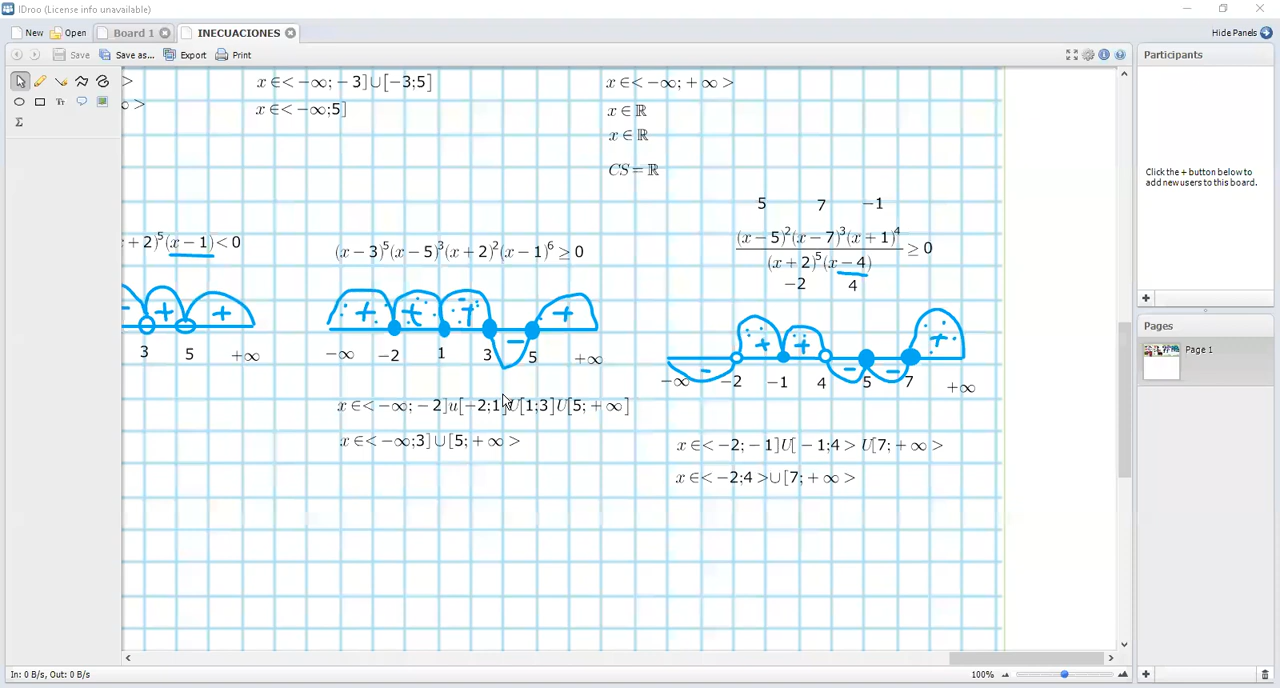 IDroo (License info unavailable)
New Open Board 1 INECUACIONES Hide Panels
Save Save as... Export Print
Participants
Click the + button below to
add new users to this board.
Pages
Page 1
>
∞ >
x ∈< −∞; − 3]∪[−3;5]
x ∈< −∞;5]
x ∈< −∞; +∞ >
x ∈ ℝ
x ∈ ℝ
CS = ℝ
+ 2)⁵(x − 1) < 0
+ +
3 5 +∞
(x − 3)⁵(x − 5)³(x + 2)² (x − 1)⁶ ≥ 0
+ + + − +
−∞ −2 1 3 5 +∞
x ∈< −∞; − 2]u[−2;1]U[1;3]U[5; +∞ ]
x ∈< −∞;3] ∪ [5; +∞ >
5 7 −1
(x − 5)²(x − 7)³(x + 1)⁴
≥ 0
(x + 2)⁵(x − 4)
−2 4
− + + − − +
−∞ −2 −1 4 5 7 +∞
x ∈< −2; − 1]U[ − 1;4 > U[7; +∞ >
x ∈< −2;4 >∪[7; +∞ >
In: 0 B/s, Out: 0 B/s 100%